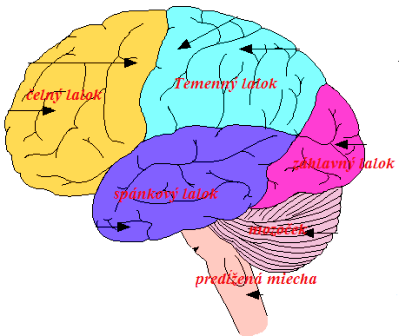 Temenný lalok
čelný lalok
záhlavný lalok
spánkový lalok
mozoček
predĺžená miecha